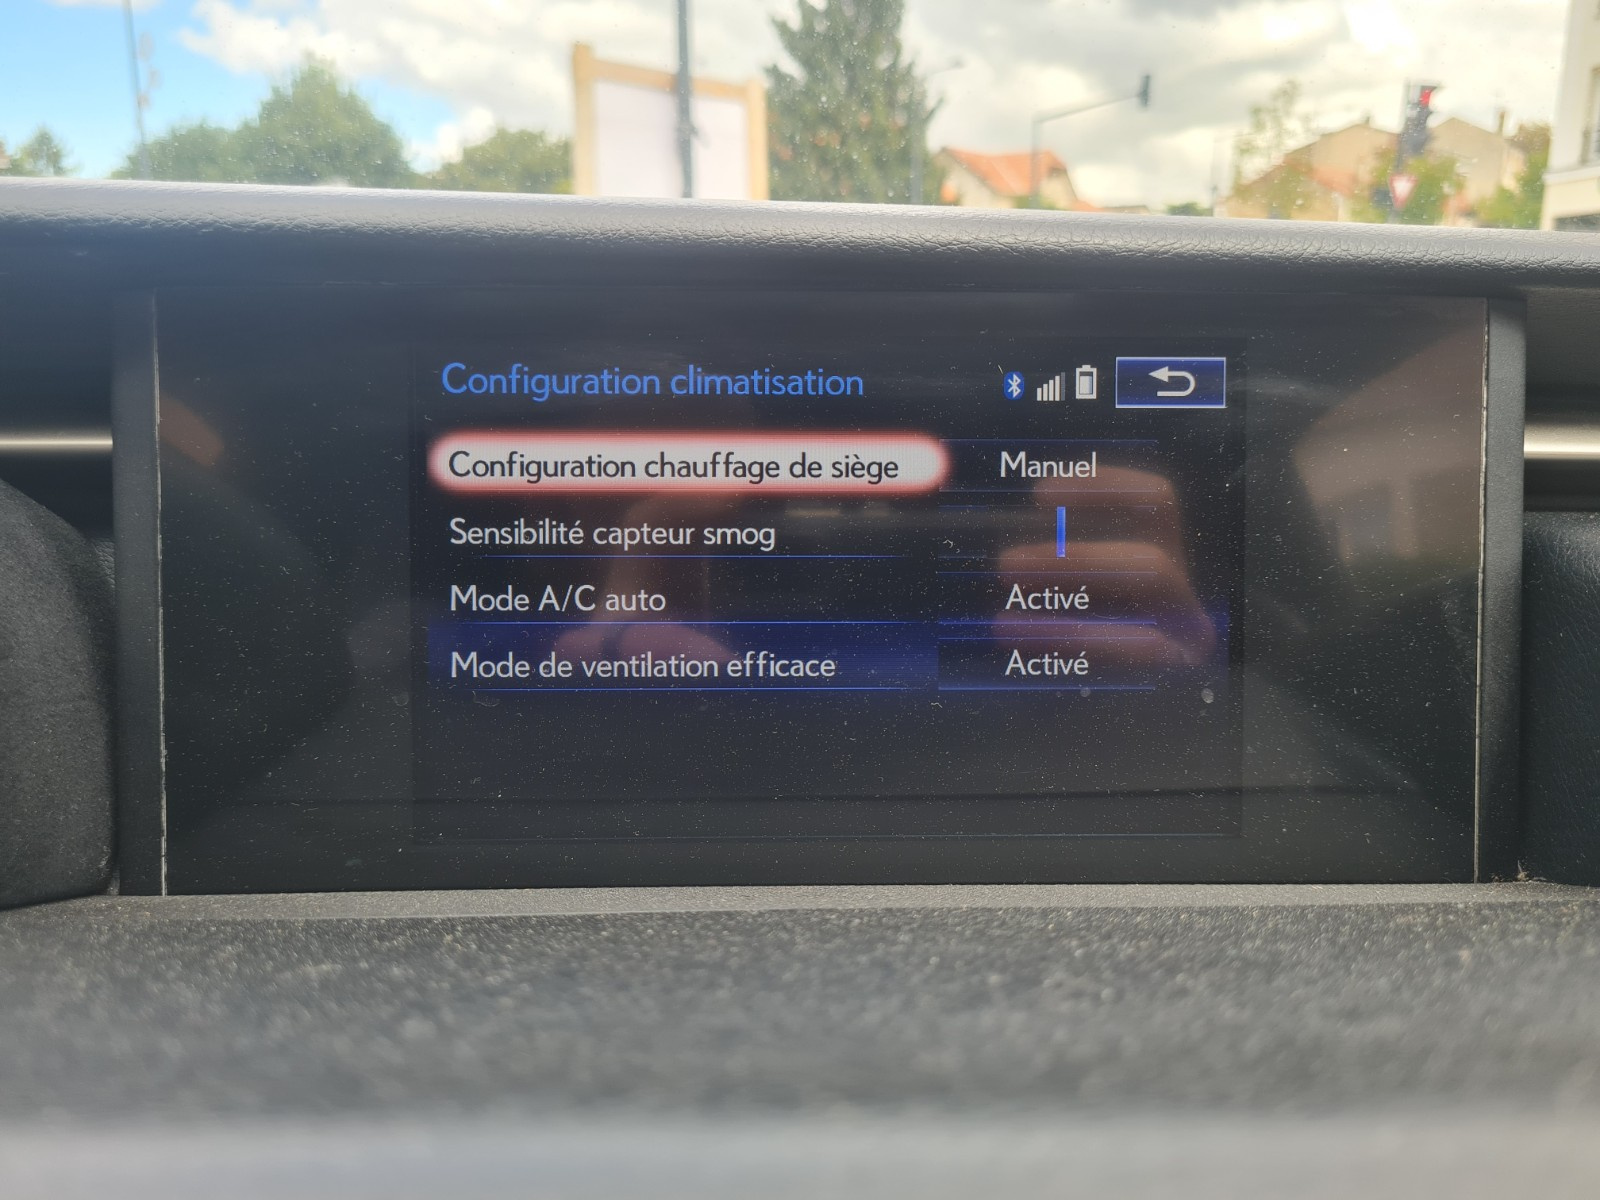 Configuration climatisation
Configuration chauffage de siège Manuel
Sensibilité capteur smog
Mode A/C auto Activé
Mode de ventilation efficace Activé